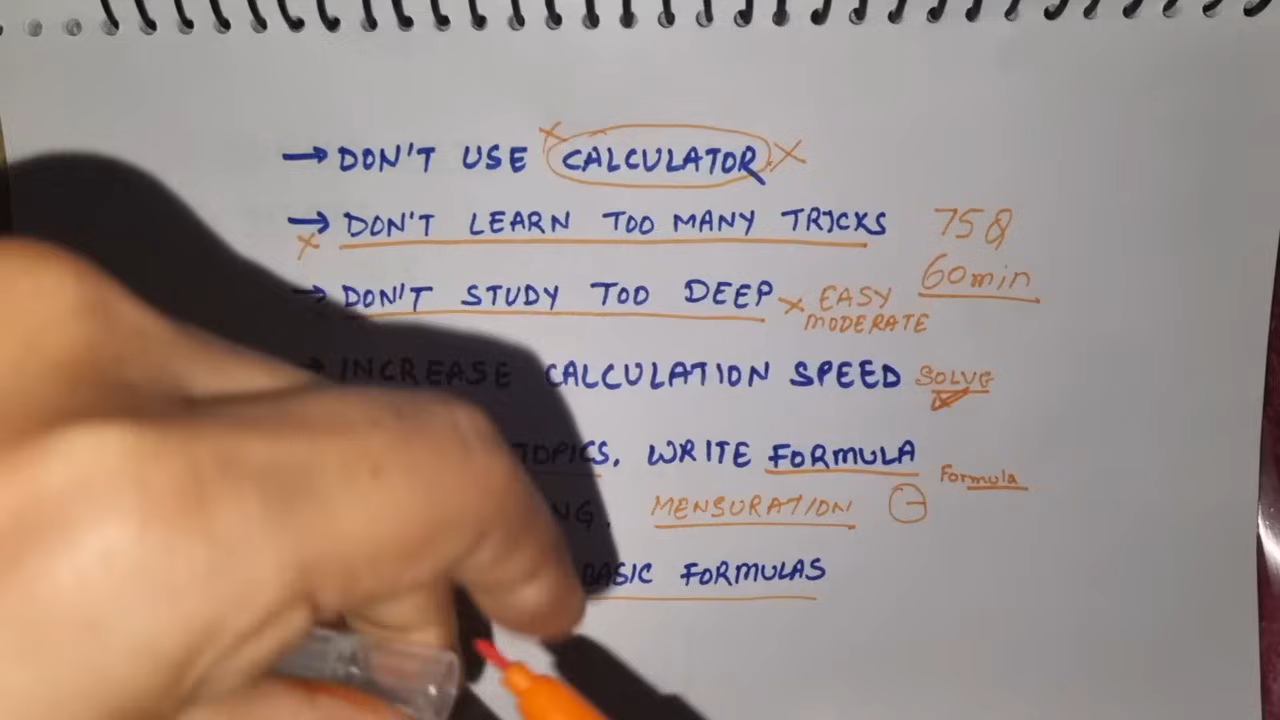 → DON'T USE CALCULATOR
→ DON'T LEARN TOO MANY TRICKS 75Q
60min
→ DON'T STUDY TOO DEEP EASY
MODERATE
→ INCREASE CALCULATION SPEED SOLVE
TOPICS. WRITE FORMULA
Formula
MENSURATION
BASIC FORMULAS